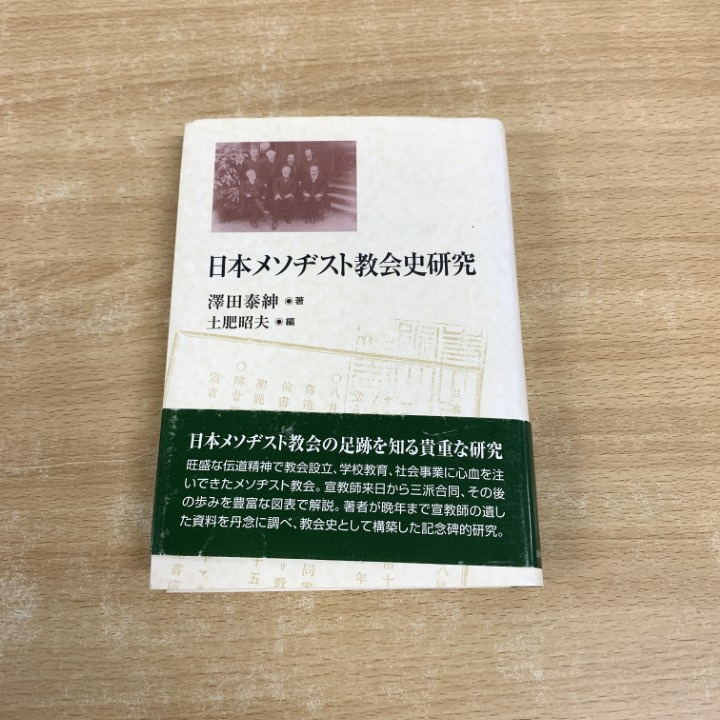 日本メソヂスト教会史研究
澤田泰紳◉著
土肥昭夫◉編
日本メソヂスト教会の足跡を知る貴重な研究
旺盛な伝道精神で教会設立、学校教育、社会事業に心血を注
いできたメソヂスト教会。宣教師来日から三派合同、その後
の歩みを豊富な図表で解説。著者が晩年まで宣教師の遺し
た資料を丹念に調べ、教会史として構築した記念碑的研究。